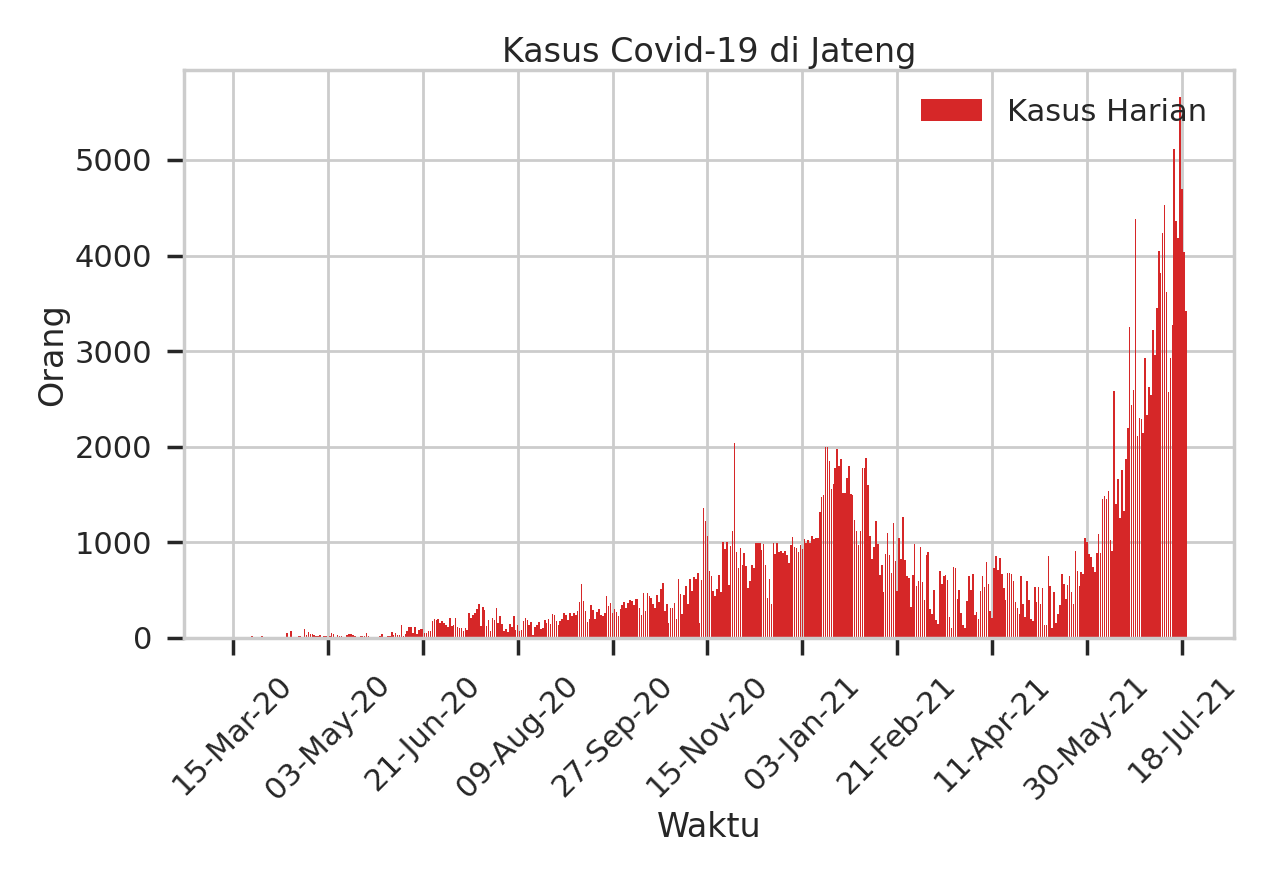 Kasus Covid-19 di Jateng
Kasus Harian
Orang
5000
4000
3000
2000
1000
0
15-Mar-20
03-May-20
21-Jun-20
09-Aug-20
27-Sep-20
15-Nov-20
03-Jan-21
21-Feb-21
11-Apr-21
30-May-21
18-Jul-21
Waktu